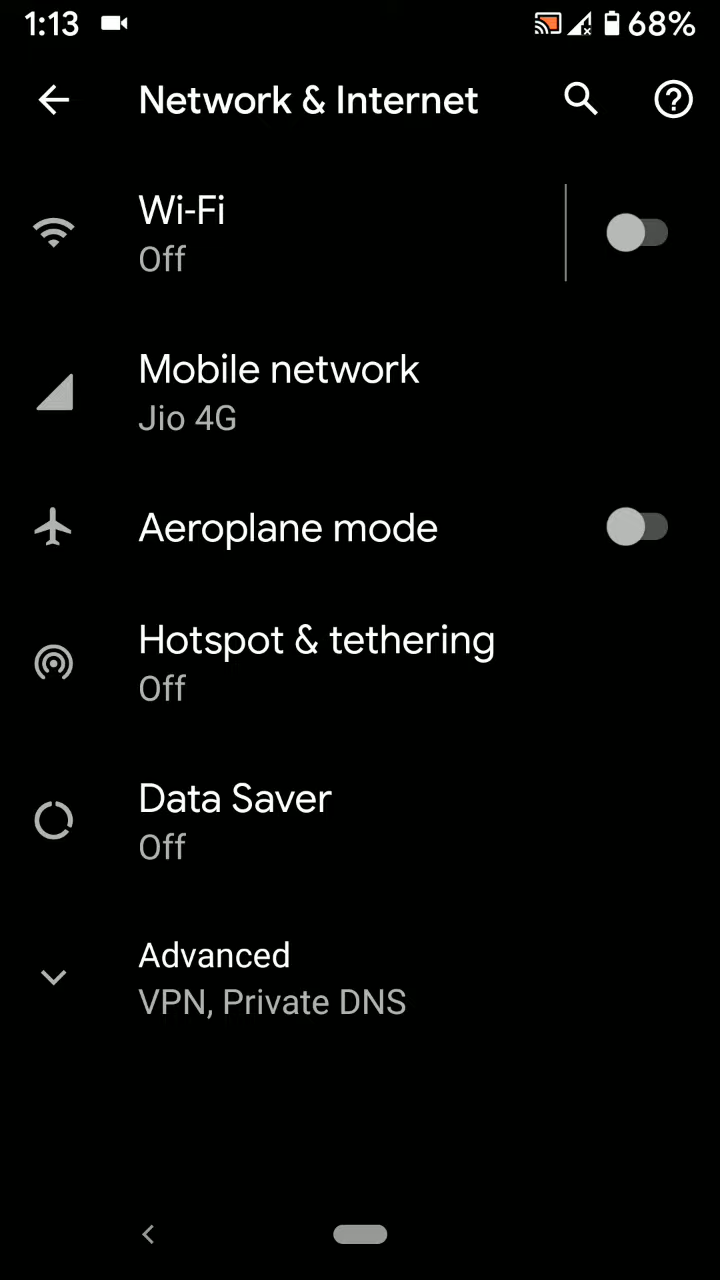 1:13 68%
Network & Internet
Wi-Fi
Off
Mobile network
Jio 4G
Aeroplane mode
Hotspot & tethering
Off
Data Saver
Off
Advanced
VPN, Private DNS